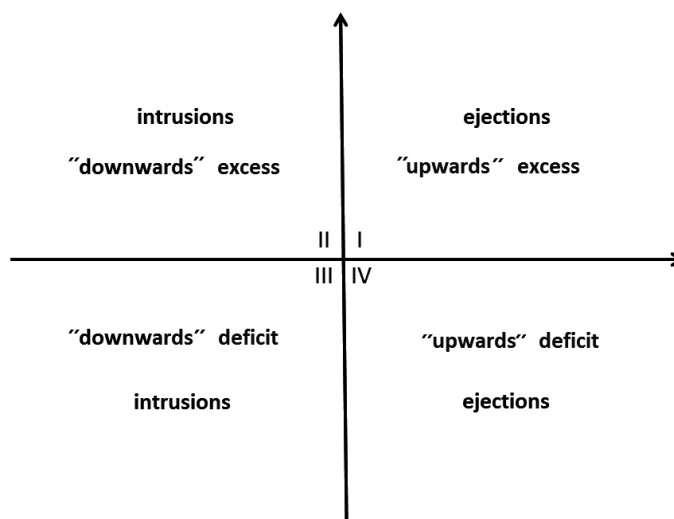 intrusions
ejections
˝downwards˝ excess
˝upwards˝ excess
II I
III IV
˝downwards˝ deficit
˝upwards˝ deficit
intrusions
ejections